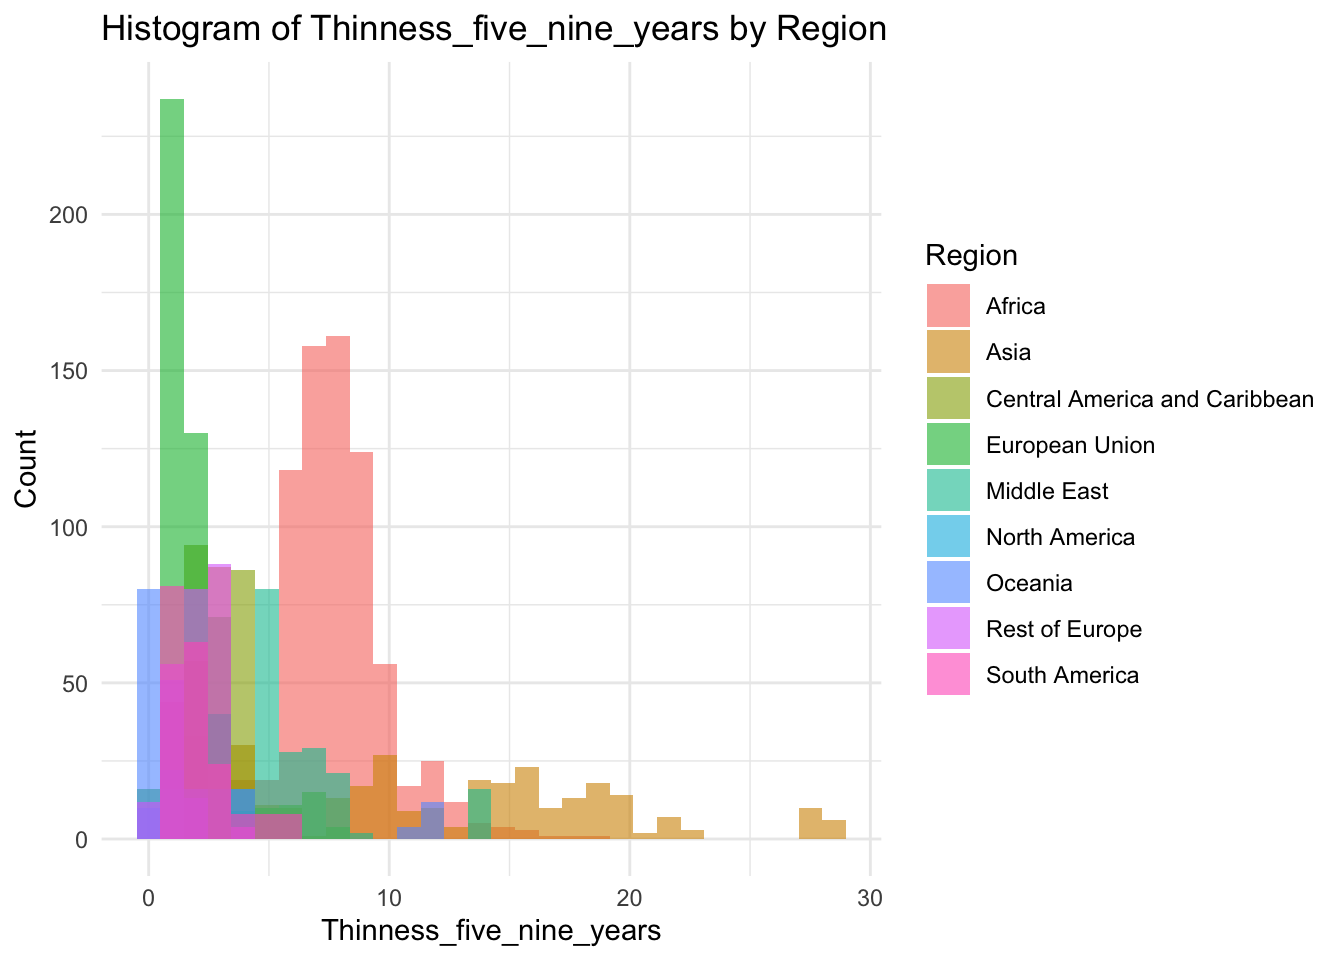 Histogram of Thinness_five_nine_years by Region
Count
200
150
100
50
0
0 10 20 30
Thinness_five_nine_years
Region
Africa
Asia
Central America and Caribbean
European Union
Middle East
North America
Oceania
Rest of Europe
South America